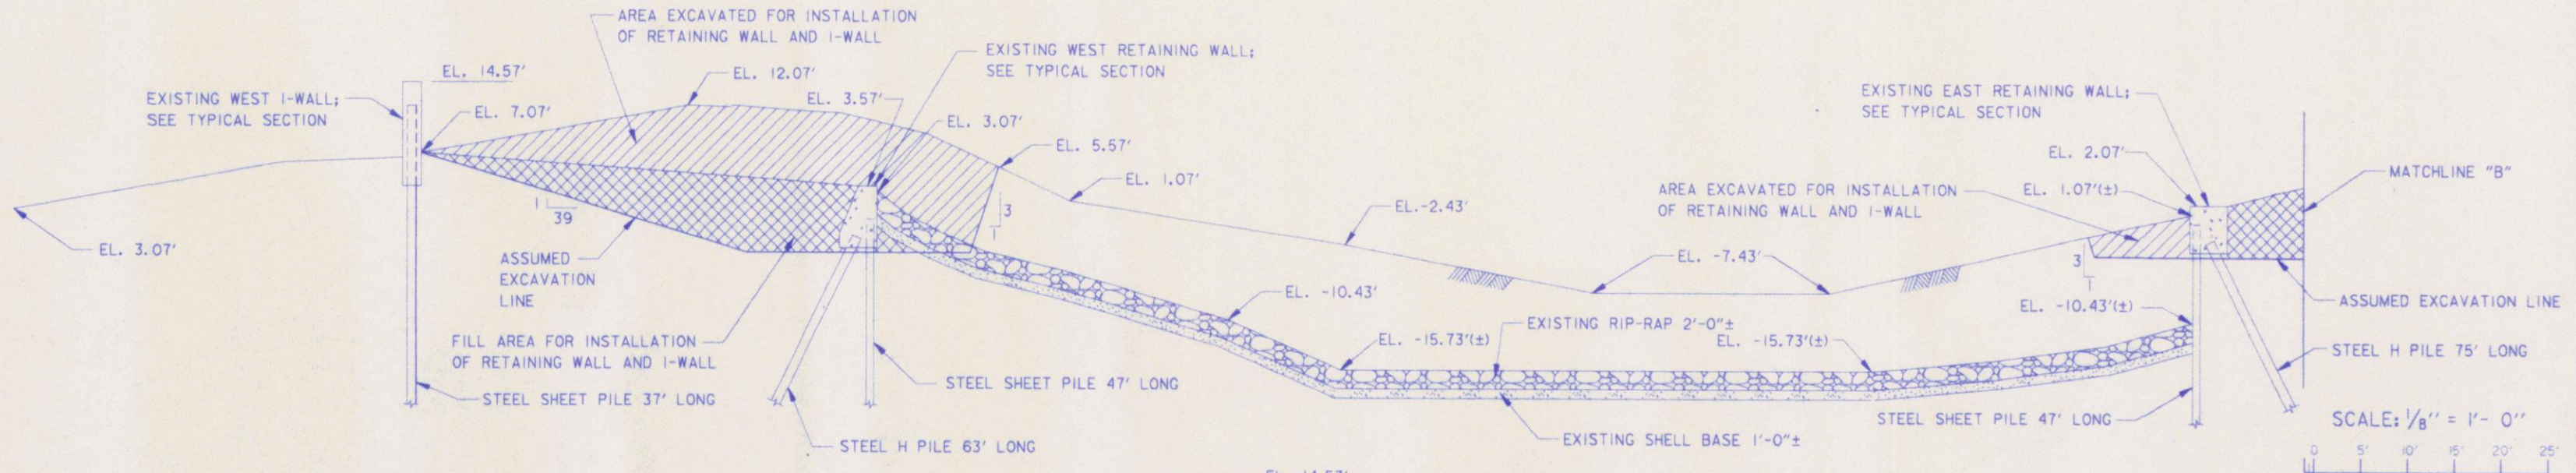 AREA EXCAVATED FOR INSTALLATION
OF RETAINING WALL AND I-WALL
EXISTING WEST RETAINING WALL;
SEE TYPICAL SECTION
EL. 14.57'
EL. 12.07'
EXISTING WEST I-WALL;
SEE TYPICAL SECTION
EL. 3.57'
EL. 7.07'
EL. 3.07'
EL. 5.57'
EL. 1.07'
EL.-2.43'
EL. -7.43'
EXISTING EAST RETAINING WALL;
SEE TYPICAL SECTION
EL. 2.07'
EL. 1.07'(±)
AREA EXCAVATED FOR INSTALLATION
OF RETAINING WALL AND I-WALL
MATCHLINE "B"
1
39
3
1
3
1
EL. 3.07'
ASSUMED
EXCAVATION
LINE
EL. -10.43'
EL. -10.43'(±)
ASSUMED EXCAVATION LINE
FILL AREA FOR INSTALLATION
OF RETAINING WALL AND I-WALL
EL. -15.73'(±)
EXISTING RIP-RAP 2'-0"±
EL. -15.73'(±)
STEEL H PILE 75' LONG
STEEL SHEET PILE 37' LONG
STEEL SHEET PILE 47' LONG
STEEL SHEET PILE 47' LONG
STEEL H PILE 63' LONG
EXISTING SHELL BASE 1'-0"±
SCALE: 1/8" = 1'- 0"
0 5' 10' 15' 20' 25'